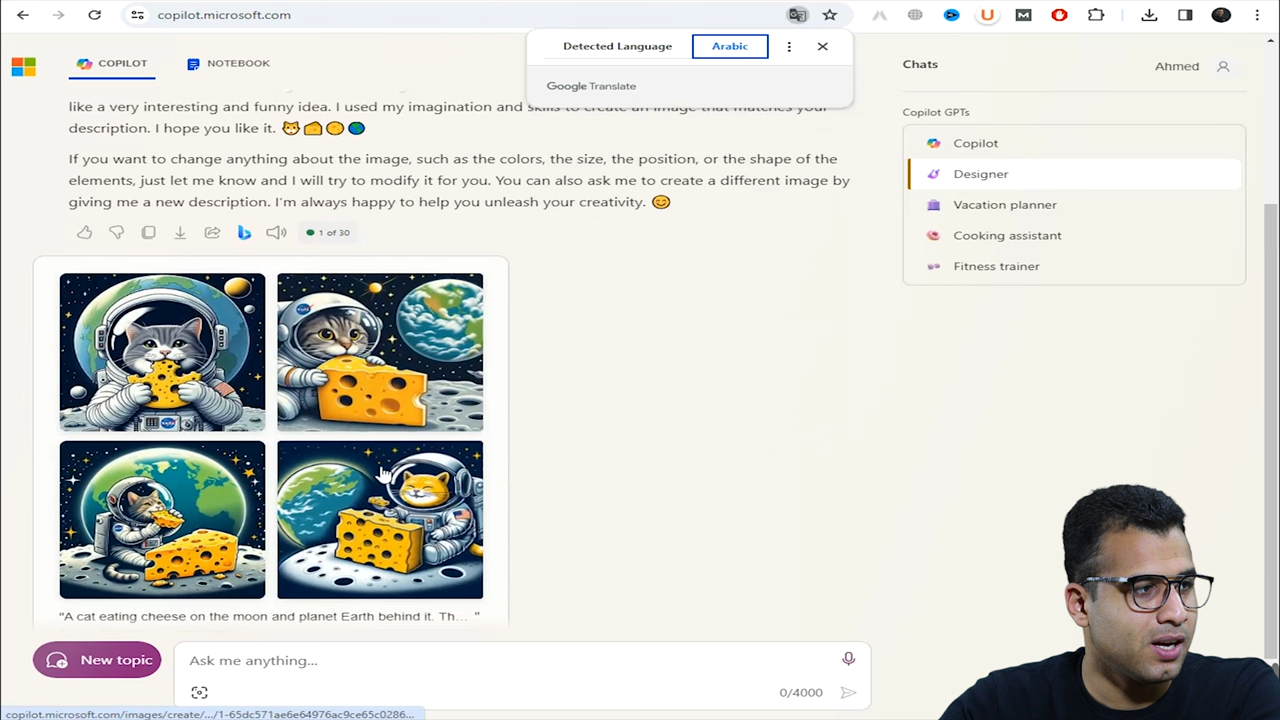 copilot.microsoft.com
Detected Language
Arabic
Google Translate
COPILOT
NOTEBOOK
Chats
Ahmed
like a very interesting and funny idea. I used my imagination and skills to create an image that matches your
description. I hope you like it.
If you want to change anything about the image, such as the colors, the size, the position, or the shape of the
elements, just let me know and I will try to modify it for you. You can also ask me to create a different image by
giving me a new description. I'm always happy to help you unleash your creativity.
1 of 30
Copilot GPTs
Copilot
Designer
Vacation planner
Cooking assistant
Fitness trainer
"A cat eating cheese on the moon and planet Earth behind it. Th... "
New topic
Ask me anything...
0/4000
copilot.microsoft.com/images/create/.../1-65dc571ae6e64976ac9ce65c0286...